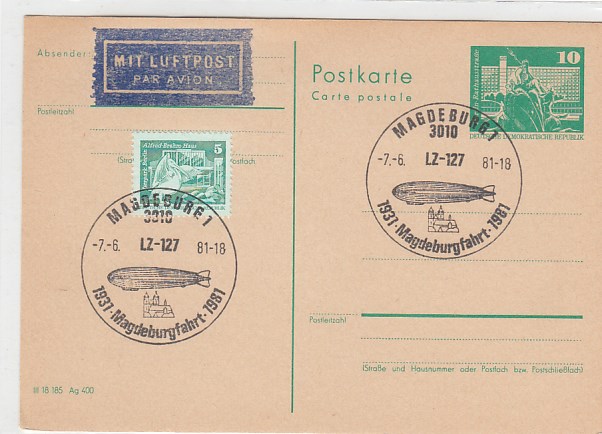 Absender:
MIT LUFTPOST
PAR AVION
Postleitzahl
Alfred-Brehm-Haus
5
MAGDEBURG 1
3010
-7.-6. LZ-127 81-18
1937·Magdeburgfahrt·1981
III 18 185 Ag 400
Postkarte
Carte postale
10
DEUTSCHE DEMOKRATISCHE REPUBLIK
MAGDEBURG 1
3010
-7.-6. LZ-127 81-18
1937·Magdeburgfahrt·1981
Postleitzahl
(Straße und Hausnummer oder Postfach bzw. Postschließfach)